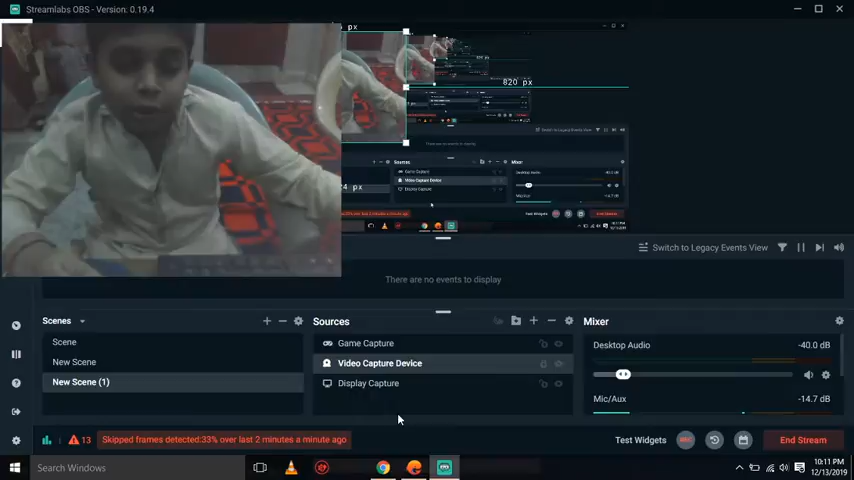 Streamlabs OBS - Version: 0.19.4
820 px
Switch to Legacy Events View
There are no events to display
Scenes
Scene
New Scene
New Scene (1)
Sources
Game Capture
Video Capture Device
Display Capture
Mixer
Desktop Audio -40.0 dB
Mic/Aux -14.7 dB
13 Skipped frames detected:33% over last 2 minutes a minute ago
Test Widgets REC End Stream
Search Windows
10:11 PM
12/13/2019